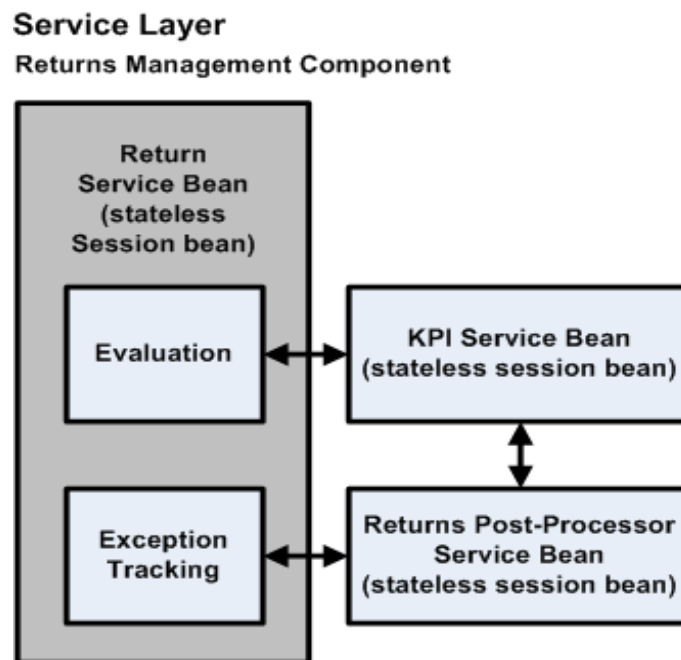 Service Layer
Returns Management Component
Return
Service Bean
(stateless
Session bean)
Evaluation
KPI Service Bean
(stateless session bean)
Exception
Tracking
Returns Post-Processor
Service Bean
(stateless session bean)